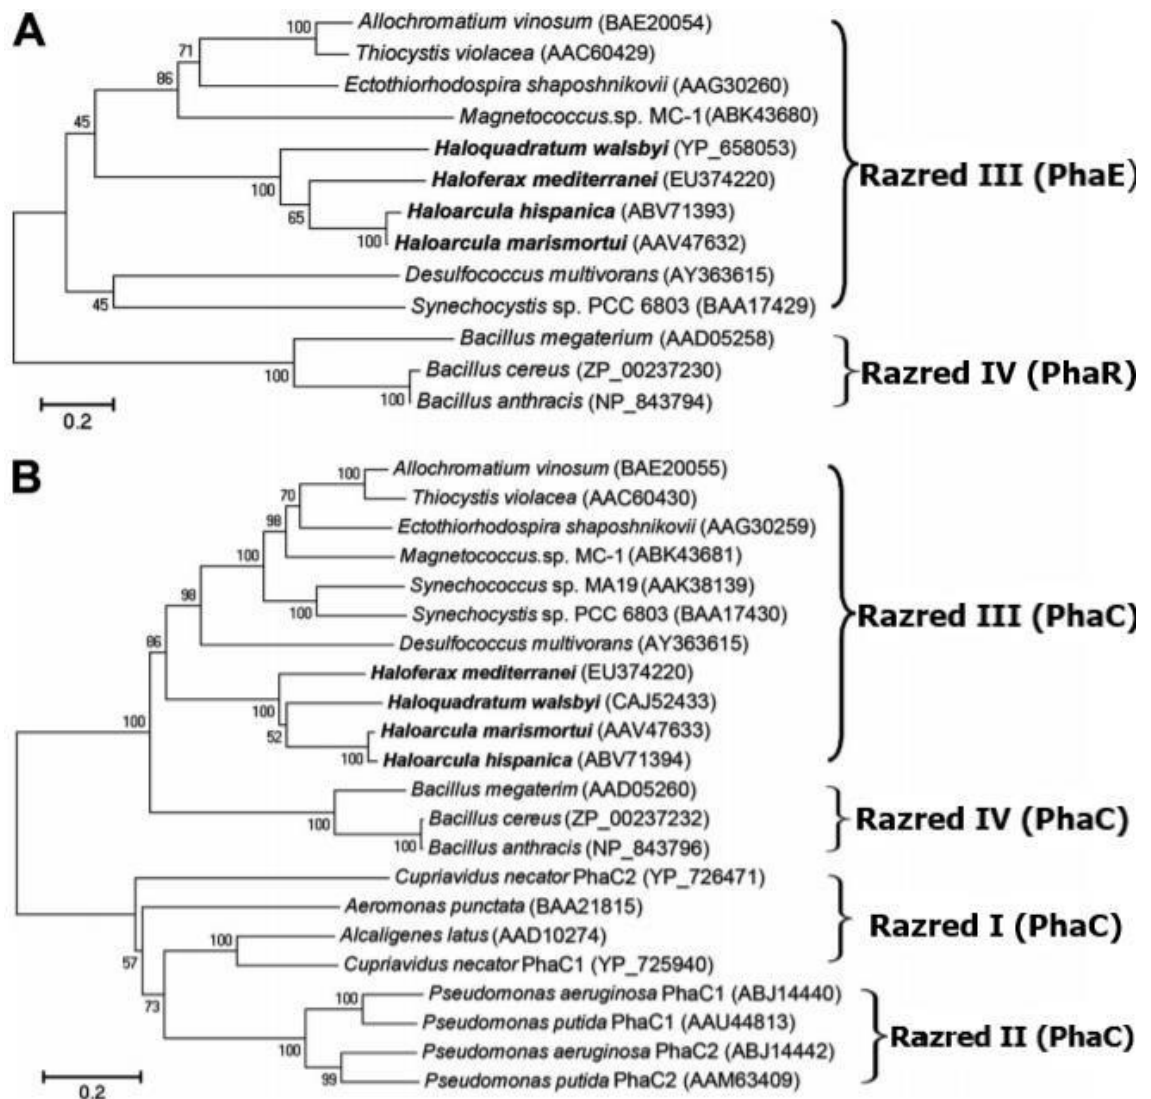 A
100
Allochromatium vinosum (BAE20054)
71
Thiocystis violacea (AAC60429)
86
Ectothiorhodospira shaposhnikovii (AAG30260)
45
Magnetococcus.sp. MC-1(ABK43680)
Haloquadratum walsbyi (YP_658053)
100
Haloferax mediterranei (EU374220)
Razred III (PhaE)
65
Haloarcula hispanica (ABV71393)
100
Haloarcula marismortui (AAV47632)
Desulfococcus multivorans (AY363615)
45
Synechocystis sp. PCC 6803 (BAA17429)
Bacillus megaterium (AAD05258)
100
Bacillus cereus (ZP_00237230)
Razred IV (PhaR)
100
Bacillus anthracis (NP_843794)
0.2
B
100
Allochromatium vinosum (BAE20055)
70
Thiocystis violacea (AAC60430)
98
Ectothiorhodospira shaposhnikovii (AAG30259)
100
Magnetococcus.sp. MC-1 (ABK43681)
98
Synechococcus sp. MA19 (AAK38139)
100
Synechocystis sp. PCC 6803 (BAA17430)
Razred III (PhaC)
86
Desulfococcus multivorans (AY363615)
Haloferax mediterranei (EU374220)
100
Haloquadratum walsbyi (CAJ52433)
100
52
Haloarcula marismortui (AAV47633)
100
Haloarcula hispanica (ABV71394)
Bacillus megaterim (AAD05260)
100
Bacillus cereus (ZP_00237232)
Razred IV (PhaC)
100
Bacillus anthracis (NP_843796)
Cupriavidus necator PhaC2 (YP_726471)
Aeromonas punctata (BAA21815)
Razred I (PhaC)
57
100
Alcaligenes latus (AAD10274)
Cupriavidus necator PhaC1 (YP_725940)
73
100
Pseudomonas aeruginosa PhaC1 (ABJ14440)
Pseudomonas putida PhaC1 (AAU44813)
Razred II (PhaC)
100
Pseudomonas aeruginosa PhaC2 (ABJ14442)
99
Pseudomonas putida PhaC2 (AAM63409)
0.2